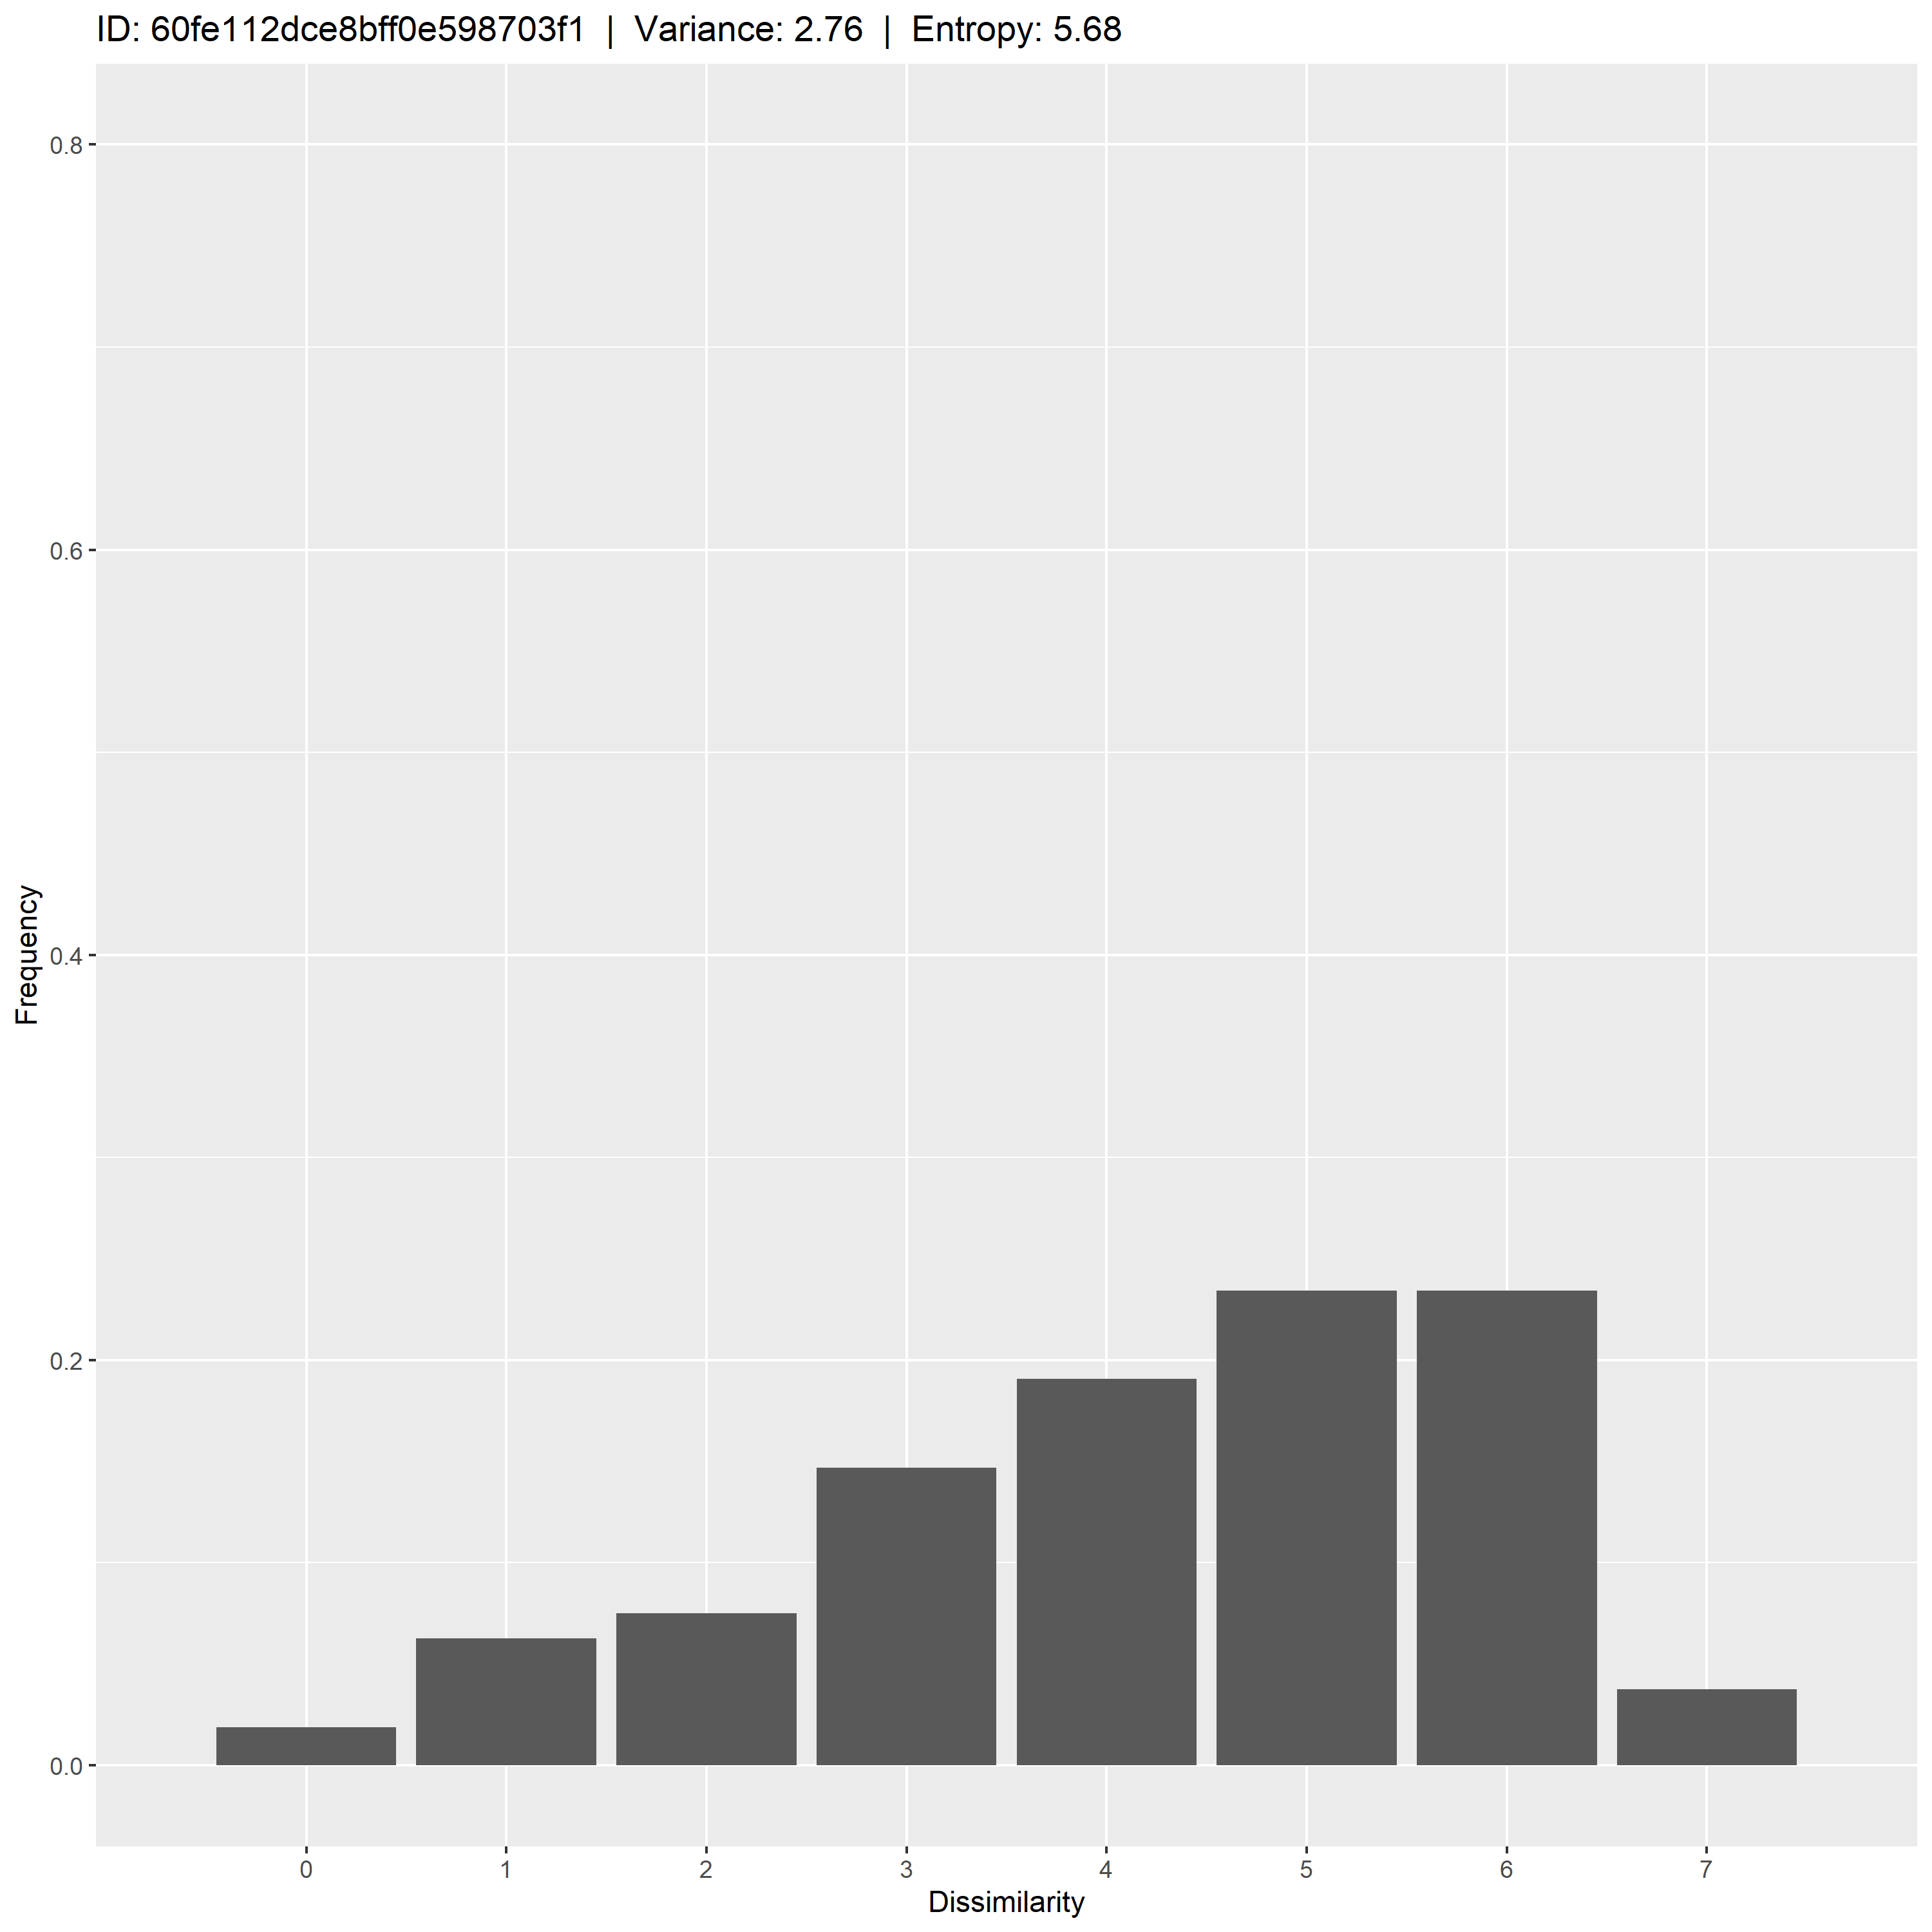 ID: 60fe112dce8bff0e598703f1 | Variance: 2.76 | Entropy: 5.68
0.8
0.6
0.4
0.2
0.0
Frequency
0 1 2 3 4 5 6 7
Dissimilarity